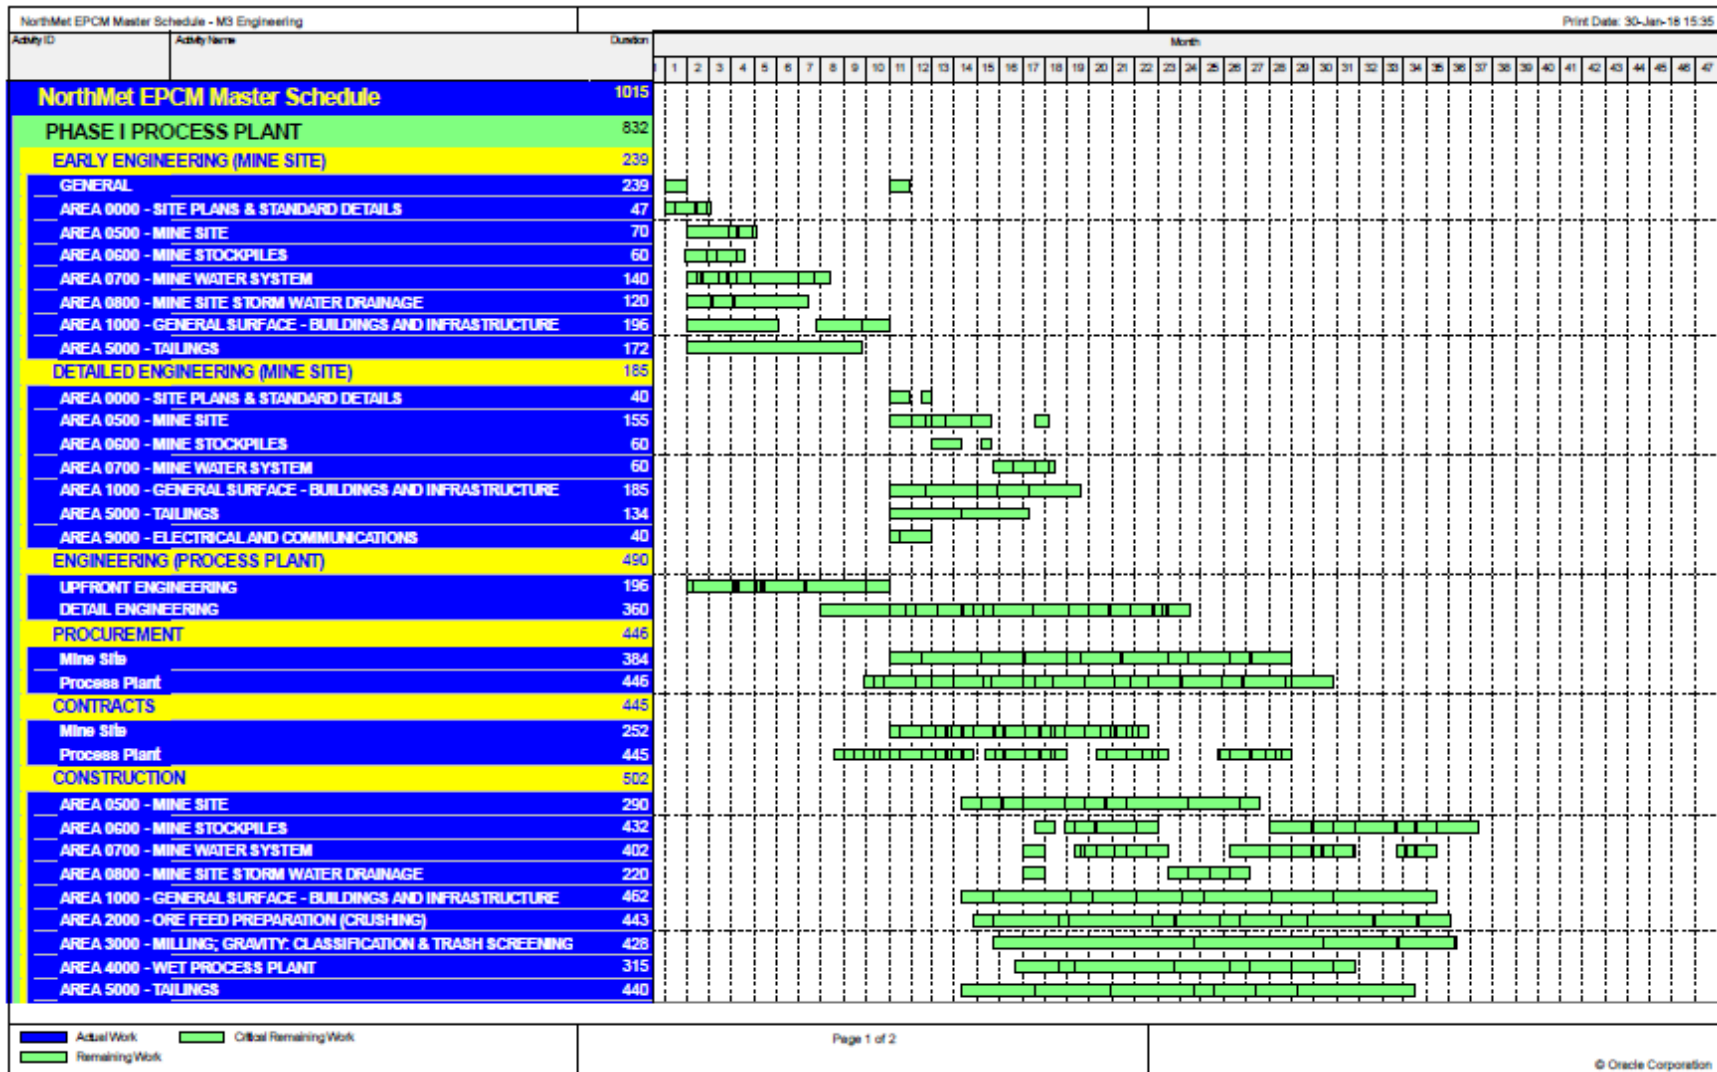 NorthMet EPCM Master Schedule - M3 Engineering
Print Date: 30-Jan-18 15:35
Activity ID Activity Name Duration Month
1 2 3 4 5 6 7 8 9 10 11 12 13 14 15 16 17 18 19 20 21 22 23 24 25 26 27 28 29 30 31 32 33 34 35 36 37 38 39 40 41 42 43 44 45 46 47
NorthMet EPCM Master Schedule 1015
PHASE I PROCESS PLANT 832
EARLY ENGINEERING (MINE SITE) 239
GENERAL 239
AREA 0000 - SITE PLANS & STANDARD DETAILS 47
AREA 0500 - MINE SITE 70
AREA 0600 - MINE STOCKPILES 60
AREA 0700 - MINE WATER SYSTEM 140
AREA 0800 - MINE SITE STORM WATER DRAINAGE 120
AREA 1000 - GENERAL SURFACE - BUILDINGS AND INFRASTRUCTURE 196
AREA 5000 - TAILINGS 172
DETAILED ENGINEERING (MINE SITE) 185
AREA 0000 - SITE PLANS & STANDARD DETAILS 40
AREA 0500 - MINE SITE 155
AREA 0600 - MINE STOCKPILES 60
AREA 0700 - MINE WATER SYSTEM 60
AREA 1000 - GENERAL SURFACE - BUILDINGS AND INFRASTRUCTURE 185
AREA 5000 - TAILINGS 134
AREA 9000 - ELECTRICAL AND COMMUNICATIONS 40
ENGINEERING (PROCESS PLANT) 490
UPFRONT ENGINEERING 196
DETAIL ENGINEERING 360
PROCUREMENT 446
Mine Site 384
Process Plant 446
CONTRACTS 445
Mine Site 252
Process Plant 445
CONSTRUCTION 502
AREA 0500 - MINE SITE 290
AREA 0600 - MINE STOCKPILES 432
AREA 0700 - MINE WATER SYSTEM 402
AREA 0800 - MINE SITE STORM WATER DRAINAGE 220
AREA 1000 - GENERAL SURFACE - BUILDINGS AND INFRASTRUCTURE 462
AREA 2000 - ORE FEED PREPARATION (CRUSHING) 443
AREA 3000 - MILLING; GRAVITY: CLASSIFICATION & TRASH SCREENING 428
AREA 4000 - WET PROCESS PLANT 315
AREA 5000 - TAILINGS 440
Actual Work Critical Remaining Work
Remaining Work
Page 1 of 2
© Oracle Corporation